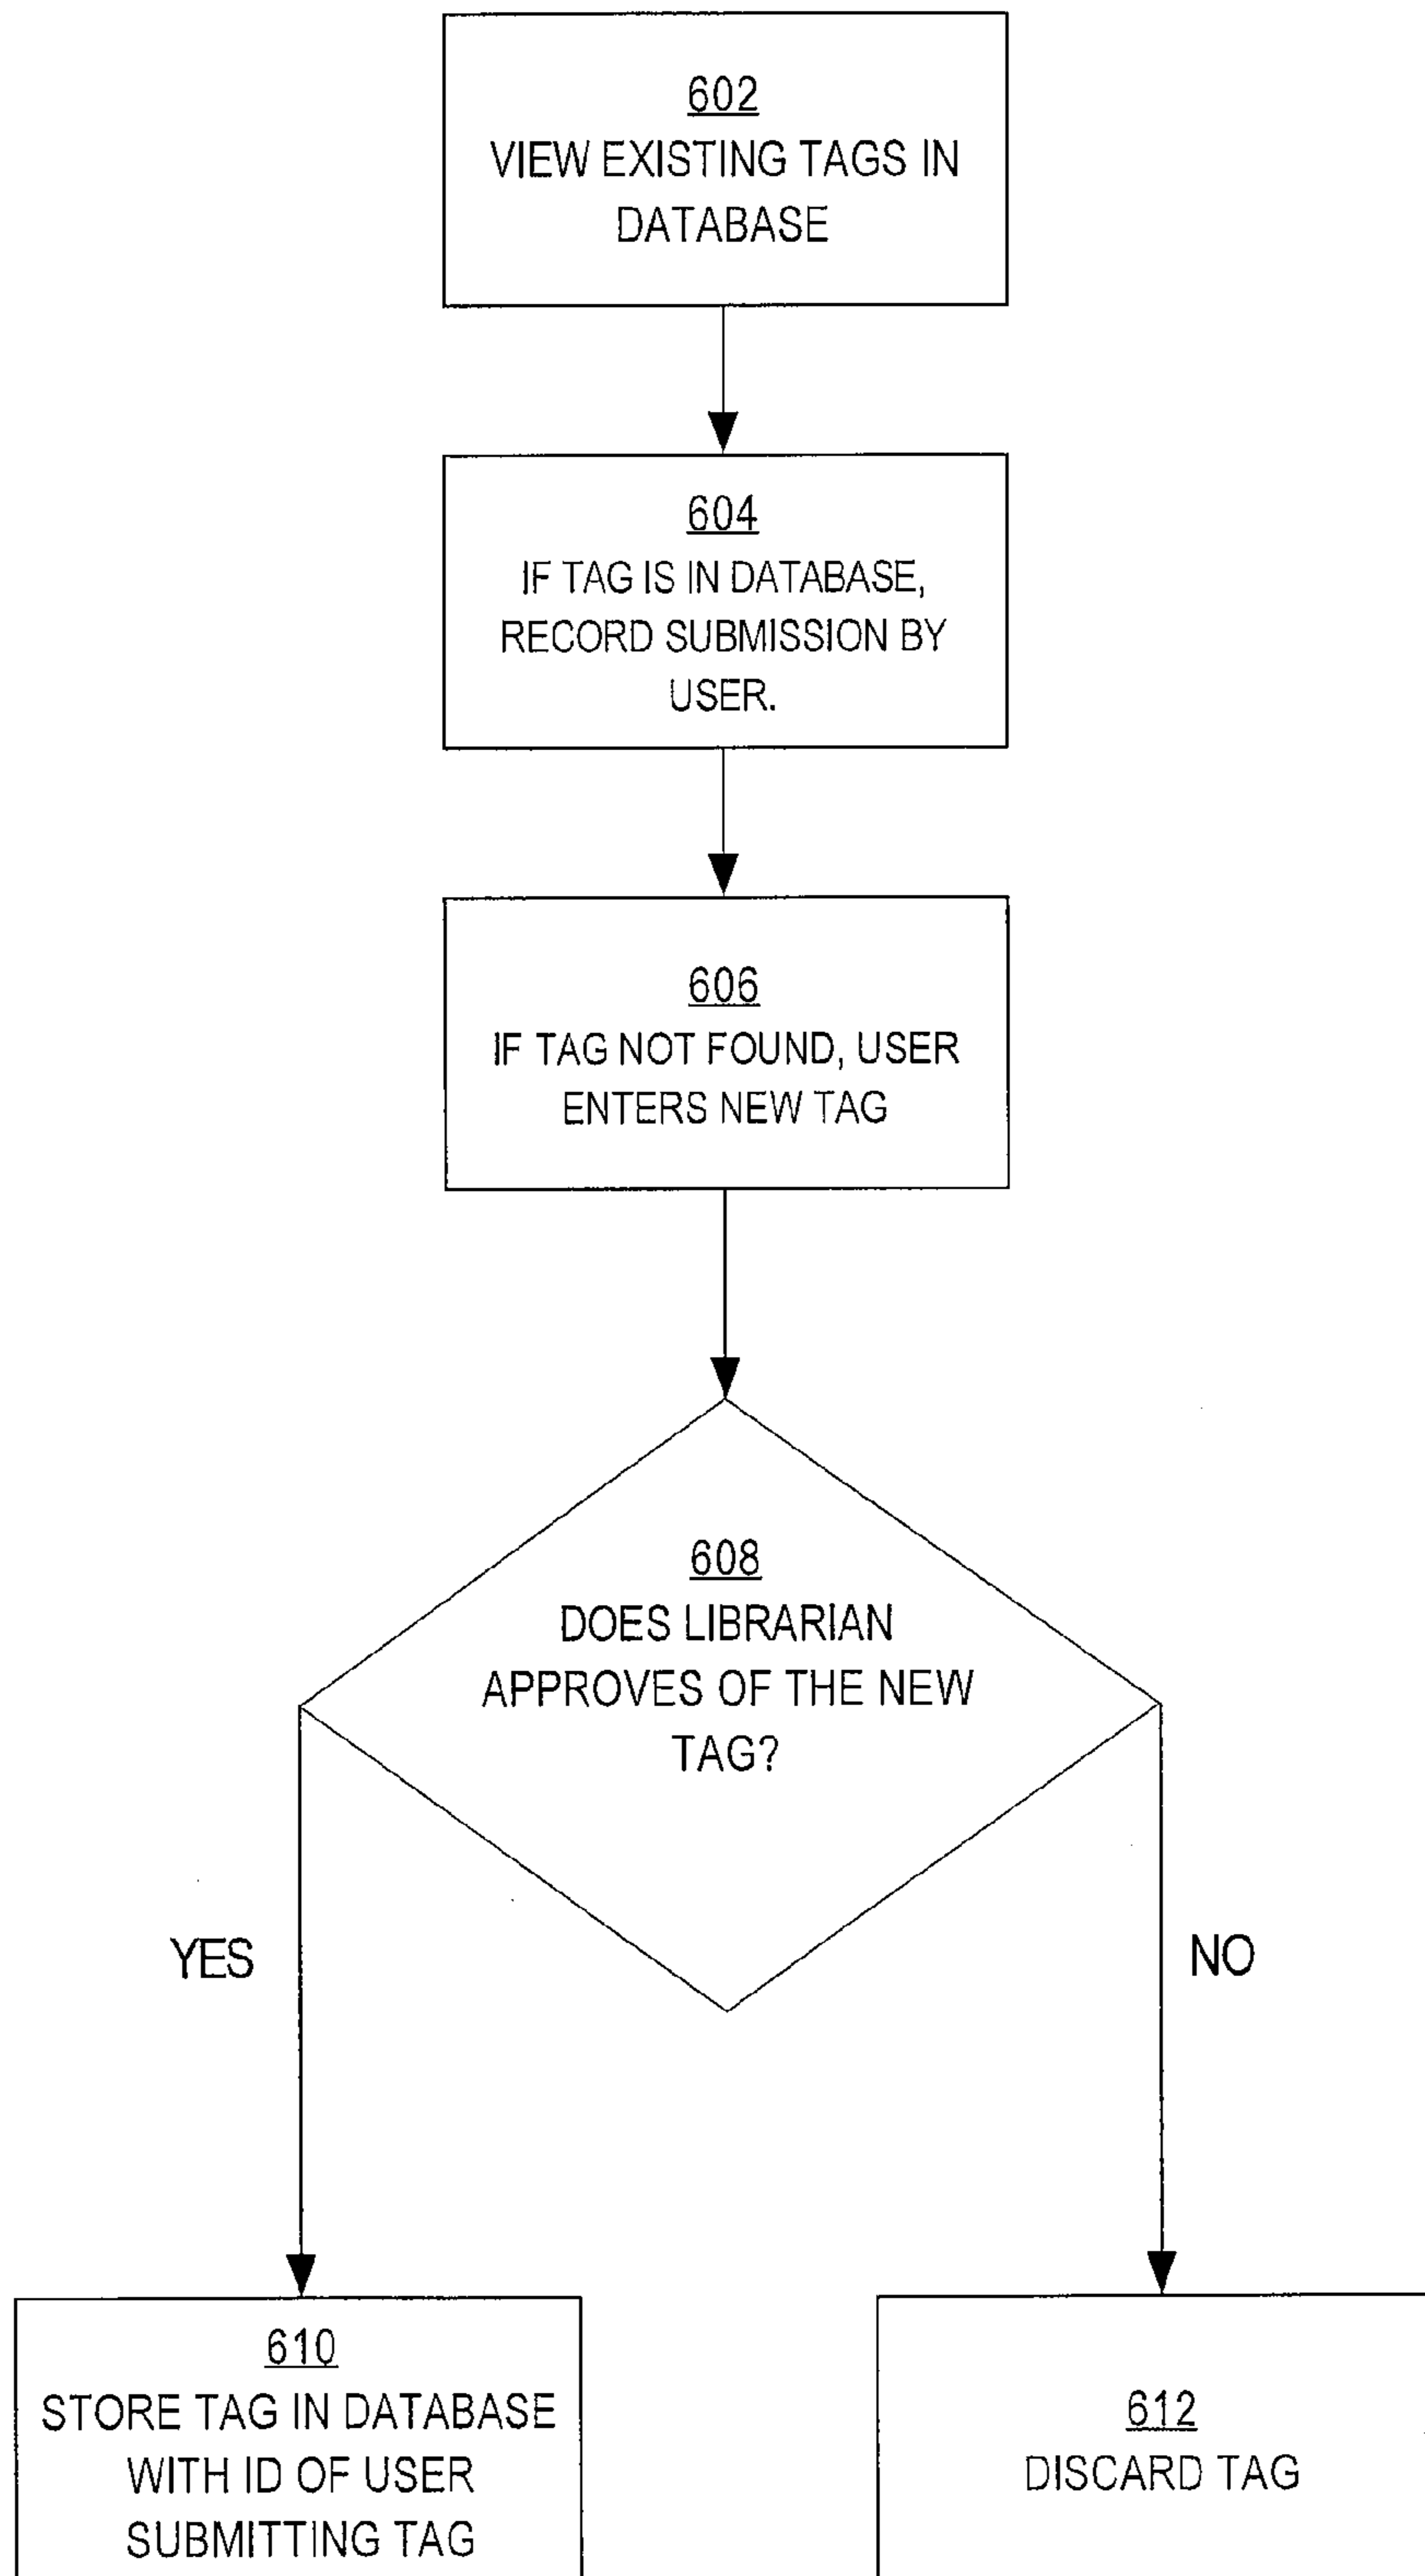 602
VIEW EXISTING TAGS IN
DATABASE
604
IF TAG IS IN DATABASE,
RECORD SUBMISSION BY
USER.
606
IF TAG NOT FOUND, USER
ENTERS NEW TAG
608
DOES LIBRARIAN
APPROVES OF THE NEW
TAG?
YES
NO
610
STORE TAG IN DATABASE
WITH ID OF USER
SUBMITTING TAG
612
DISCARD TAG